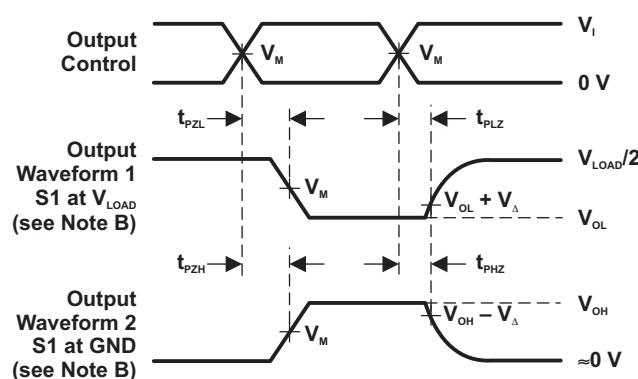 Output
Control
V_M
V_M
V_I
0 V
t_PZL
t_PLZ
Output
Waveform 1
S1 at V_LOAD
(see Note B)
V_M
V_OL + V_Δ
V_LOAD/2
V_OL
t_PZH
t_PHZ
Output
Waveform 2
S1 at GND
(see Note B)
V_M
V_OH − V_Δ
V_OH
≈0 V